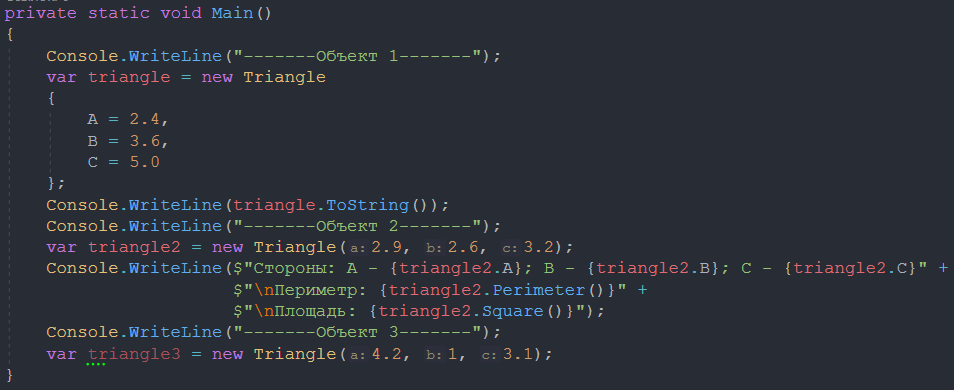 private static void Main()
{
    Console.WriteLine("-------Объект 1-------");
    var triangle = new Triangle
    {
        A = 2.4,
        B = 3.6,
        C = 5.0
    };
    Console.WriteLine(triangle.ToString());
    Console.WriteLine("-------Объект 2-------");
    var triangle2 = new Triangle(a: 2.9, b: 2.6, c: 3.2);
    Console.WriteLine($"Стороны: A - {triangle2.A}; B - {triangle2.B}; C - {triangle2.C}" +
                      $"\nПериметр: {triangle2.Perimeter()}" +
                      $"\nПлощадь: {triangle2.Square()}");
    Console.WriteLine("-------Объект 3-------");
    var triangle3 = new Triangle(a: 4.2, b: 1, c: 3.1);
}